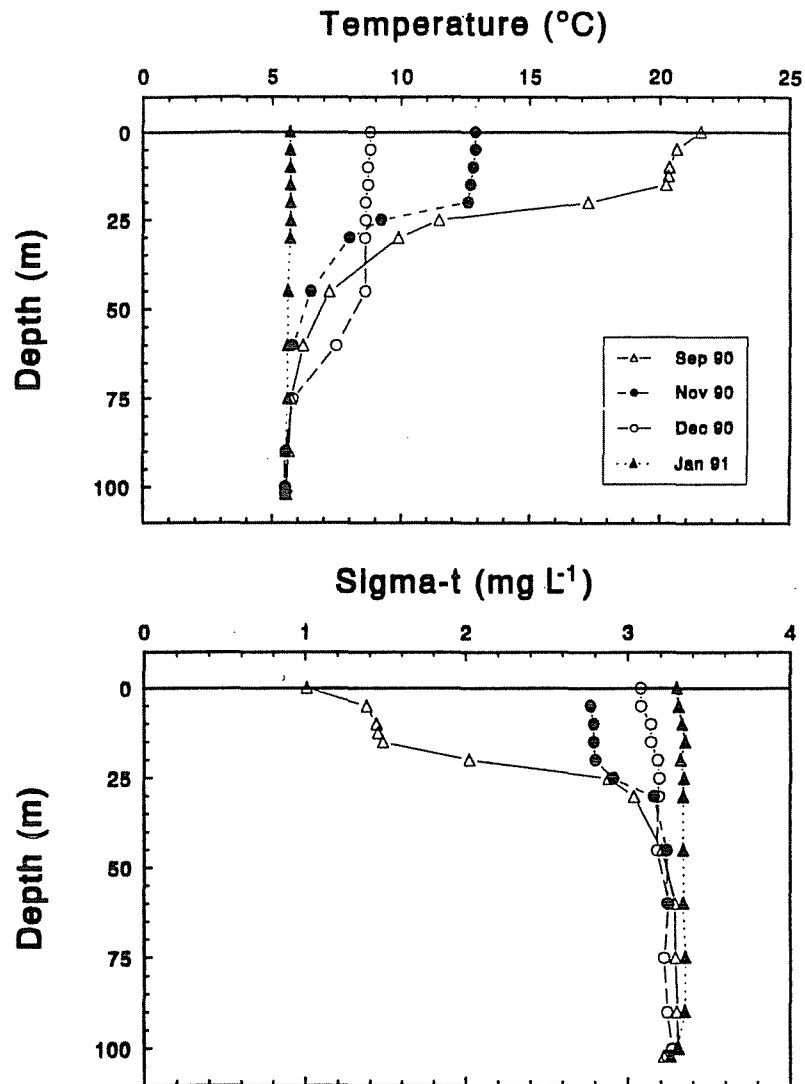 Temperature (°C)
0 5 10 15 20 25
0
25
50
75
100
Depth (m)
Sep 90
Nov 90
Dec 90
Jan 91
Sigma-t (mg L-1)
0 1 2 3 4
0
25
50
75
100
Depth (m)